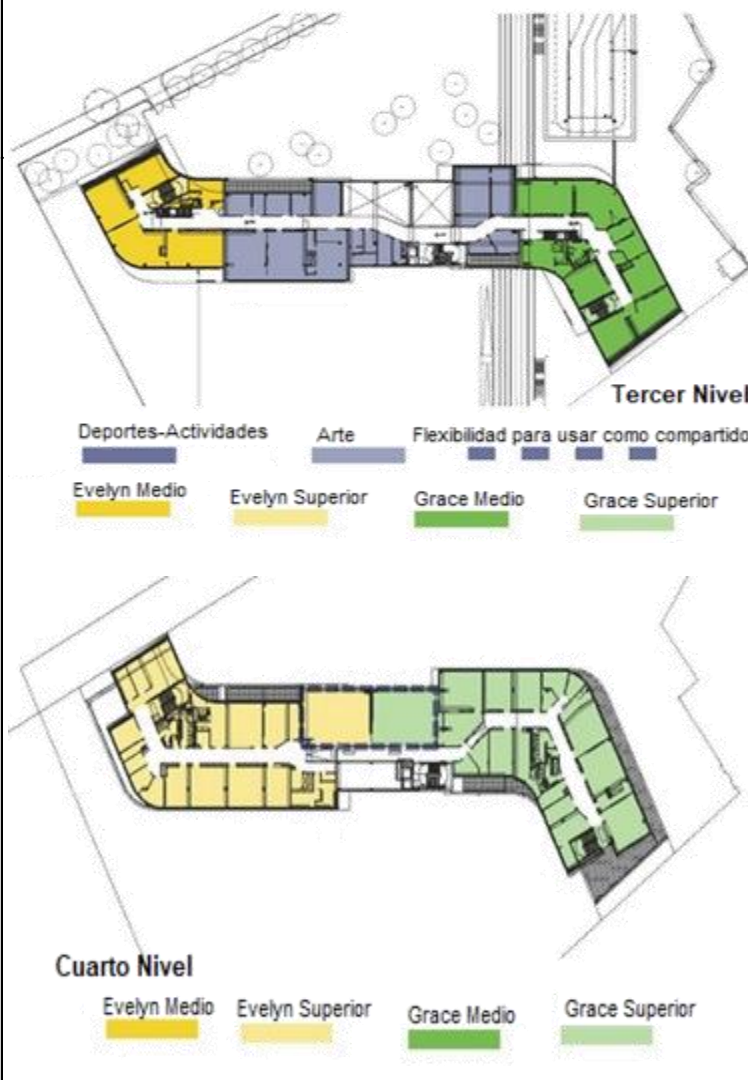 Tercer Nivel
Deportes-Actividades
Arte
Flexibilidad para usar como compartido
Evelyn Medio
Evelyn Superior
Grace Medio
Grace Superior
Cuarto Nivel
Evelyn Medio
Evelyn Superior
Grace Medio
Grace Superior